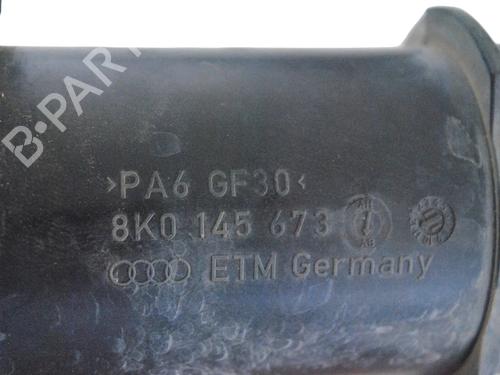 B-PARTS
>PA6 GF30<
8K0 145 673
ETM Germany